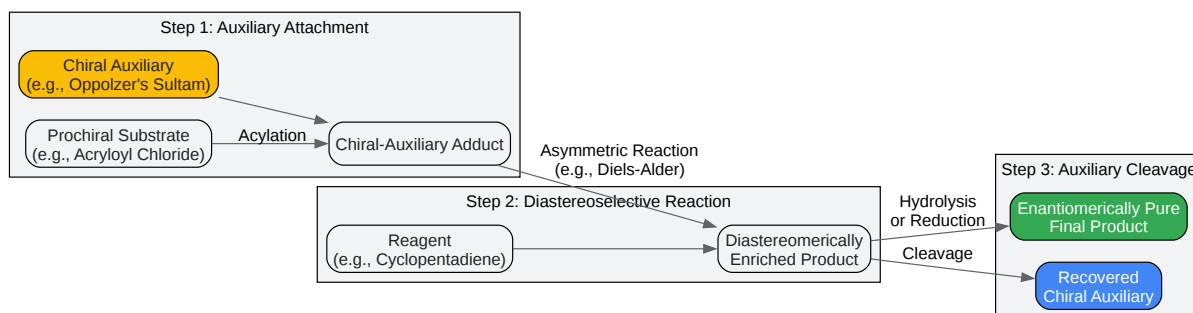 Step 1: Auxiliary Attachment
Chiral Auxiliary
(e.g., Oppolzer's Sultam)
Prochiral Substrate
(e.g., Acryloyl Chloride)
Acylation
Chiral-Auxiliary Adduct
Asymmetric Reaction
(e.g., Diels-Alder)
Step 2: Diastereoselective Reaction
Reagent
(e.g., Cyclopentadiene)
Diastereomerically
Enriched Product
Hydrolysis
or Reduction
Cleavage
Step 3: Auxiliary Cleavage
Enantiomerically Pure
Final Product
Recovered
Chiral Auxiliary